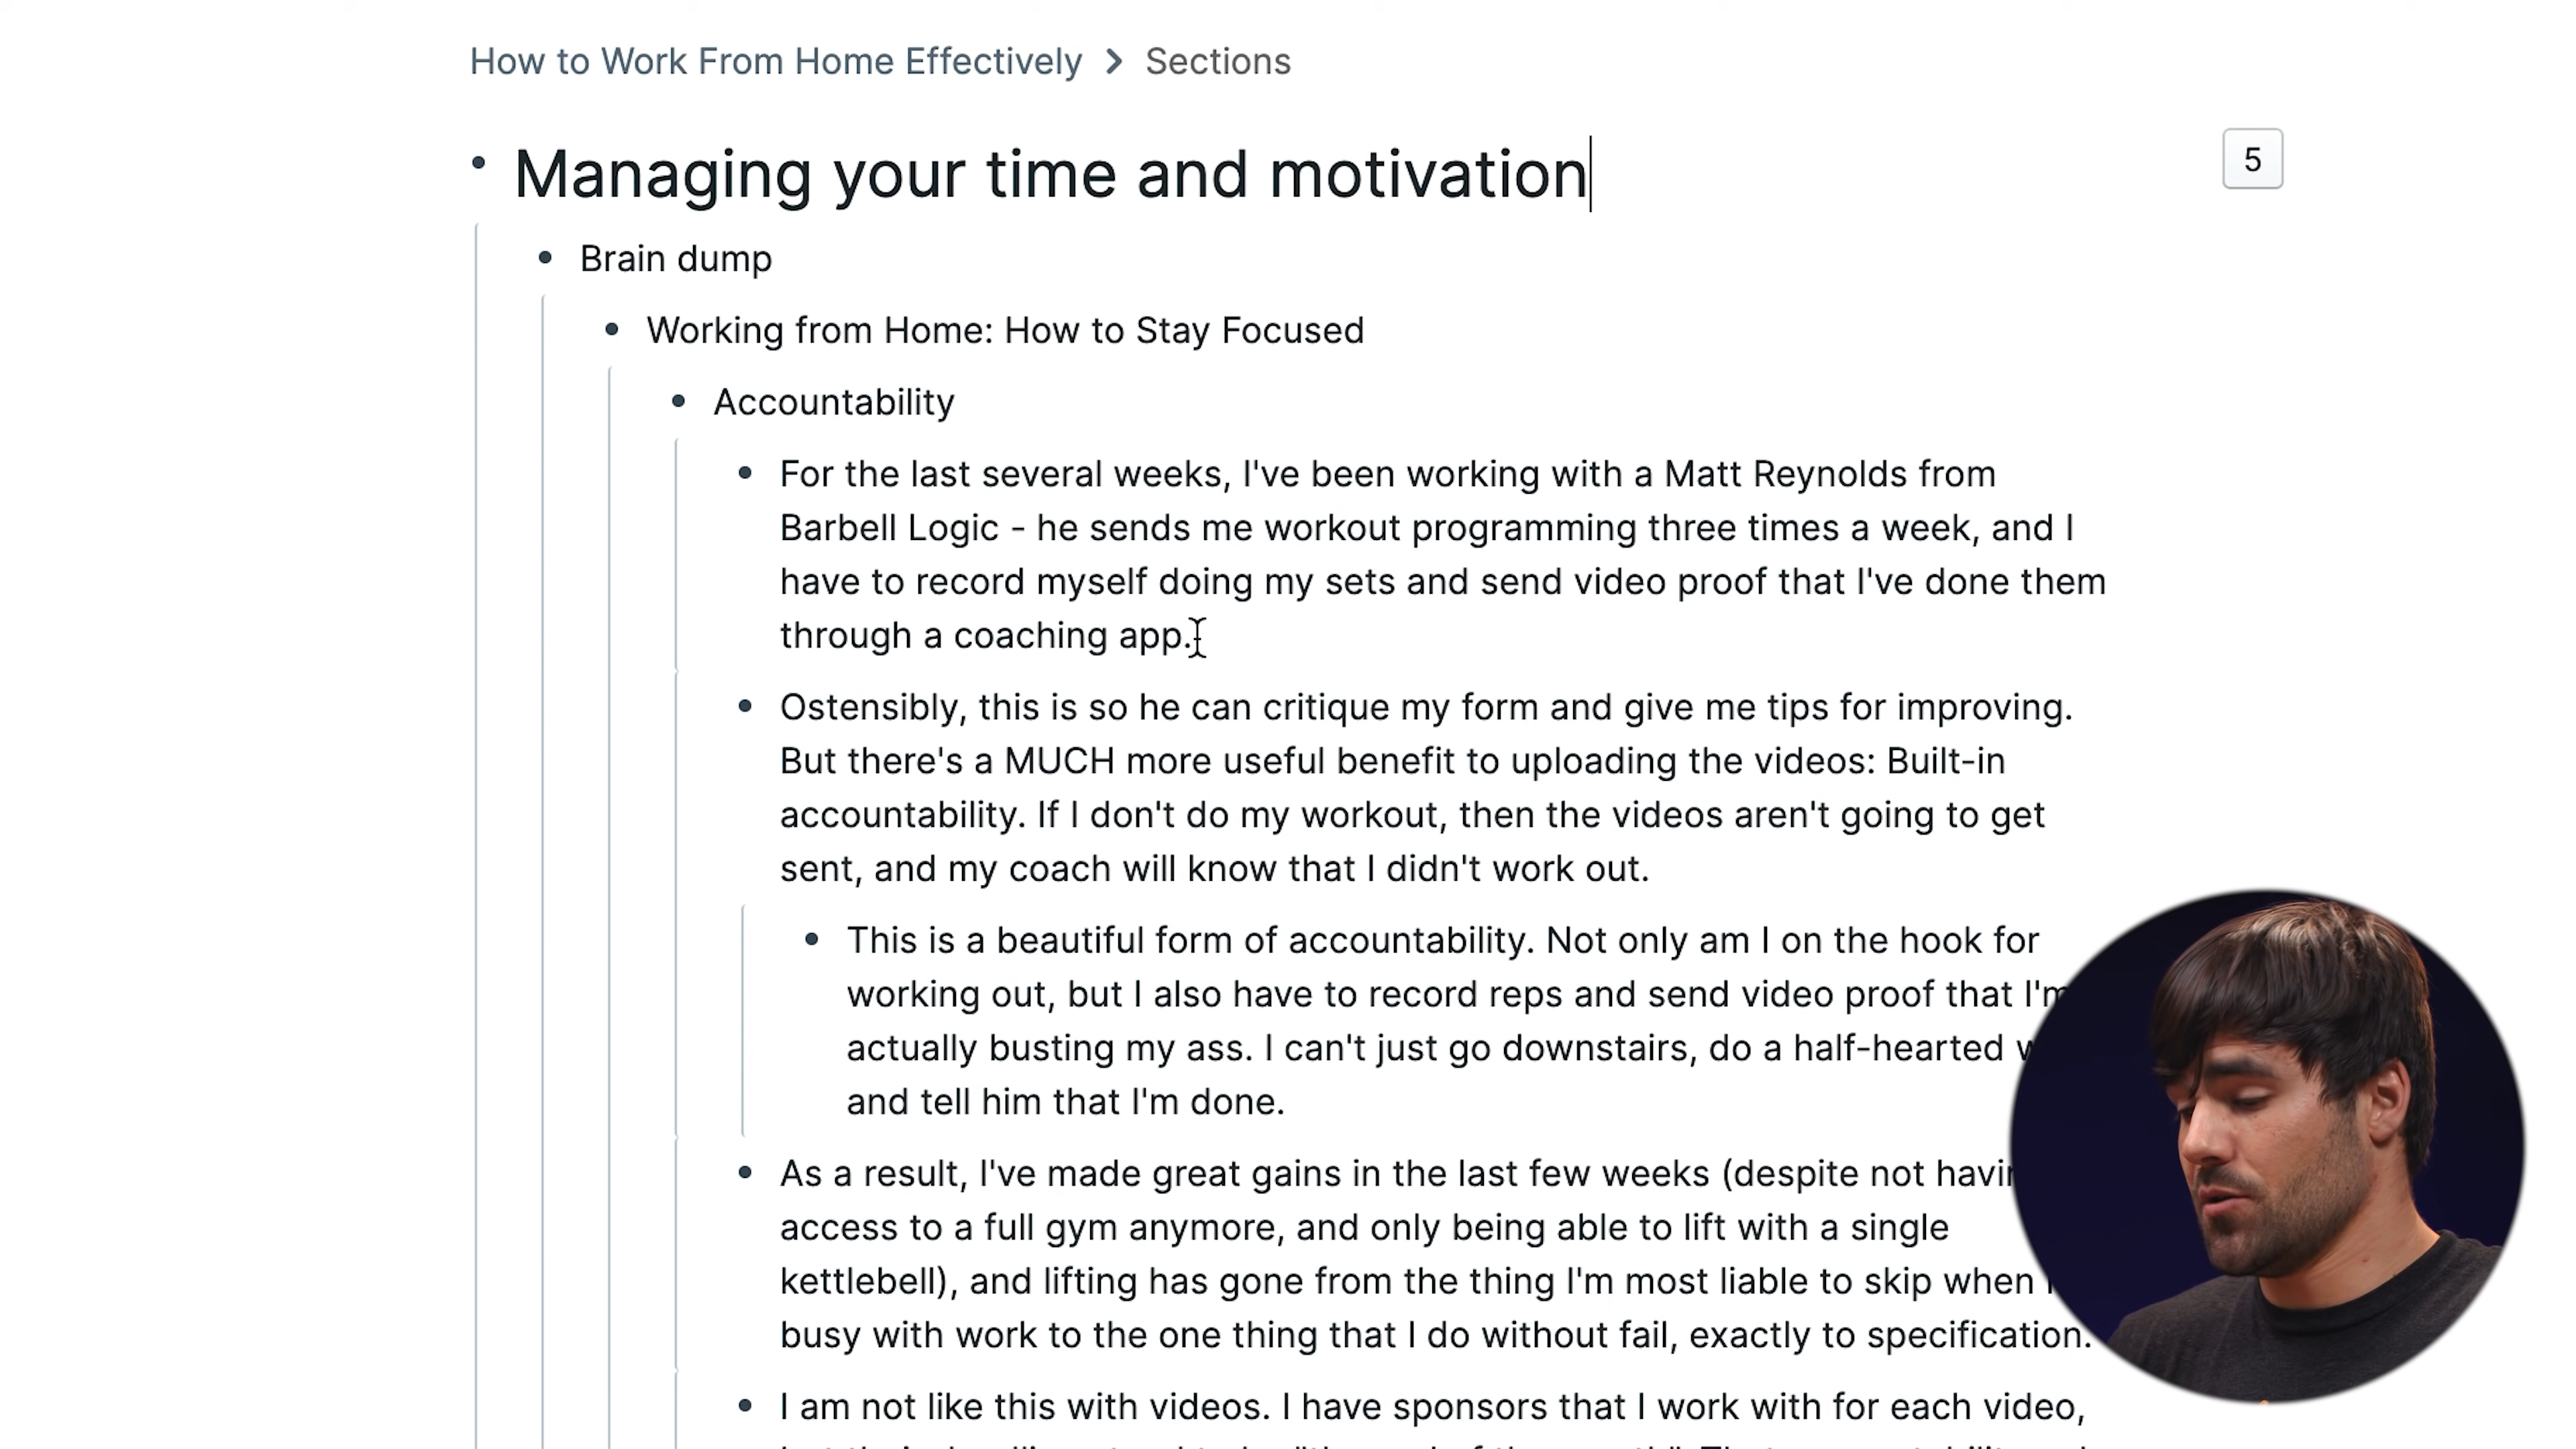 How to Work From Home Effectively > Sections
Managing your time and motivation
5
Brain dump
Working from Home: How to Stay Focused
Accountability
For the last several weeks, I've been working with a Matt Reynolds from
Barbell Logic - he sends me workout programming three times a week, and I
have to record myself doing my sets and send video proof that I've done them
through a coaching app.
Ostensibly, this is so he can critique my form and give me tips for improving.
But there's a MUCH more useful benefit to uploading the videos: Built-in
accountability. If I don't do my workout, then the videos aren't going to get
sent, and my coach will know that I didn't work out.
This is a beautiful form of accountability. Not only am I on the hook for
working out, but I also have to record reps and send video proof that I'm
actually busting my ass. I can't just go downstairs, do a half-hearted
and tell him that I'm done.
As a result, I've made great gains in the last few weeks (despite not
access to a full gym anymore, and only being able to lift with a single
kettlebell), and lifting has gone from the thing I'm most liable to skip when
busy with work to the one thing that I do without fail, exactly to specification.
I am not like this with videos. I have sponsors that I work with for each video,